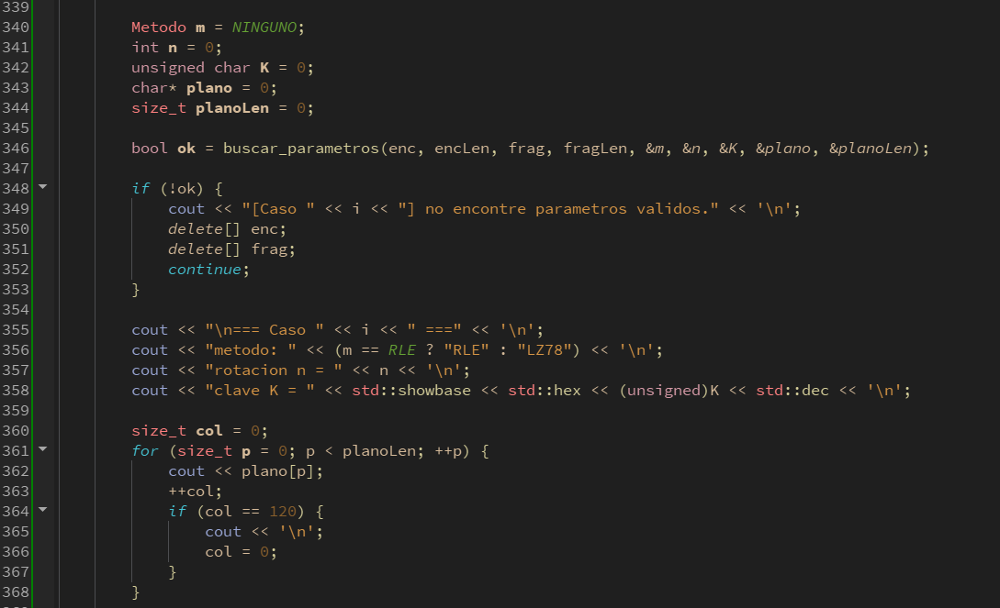 339
340 Metodo m = NINGUNO;
341 int n = 0;
342 unsigned char K = 0;
343 char* plano = 0;
344 size_t planoLen = 0;
345
346 bool ok = buscar_parametros(enc, encLen, frag, fragLen, &m, &n, &K, &plano, &planoLen);
347
348 if (!ok) {
349 cout << "[Caso " << i << "] no encontre parametros validos." << '\n';
350 delete[] enc;
351 delete[] frag;
352 continue;
353 }
354
355 cout << "\n=== Caso " << i << " ===" << '\n';
356 cout << "metodo: " << (m == RLE ? "RLE" : "LZ78") << '\n';
357 cout << "rotacion n = " << n << '\n';
358 cout << "clave K = " << std::showbase << std::hex << (unsigned)K << std::dec << '\n';
359
360 size_t col = 0;
361 for (size_t p = 0; p < planoLen; ++p) {
362 cout << plano[p];
363 ++col;
364 if (col == 120) {
365 cout << '\n';
366 col = 0;
367 }
368 }